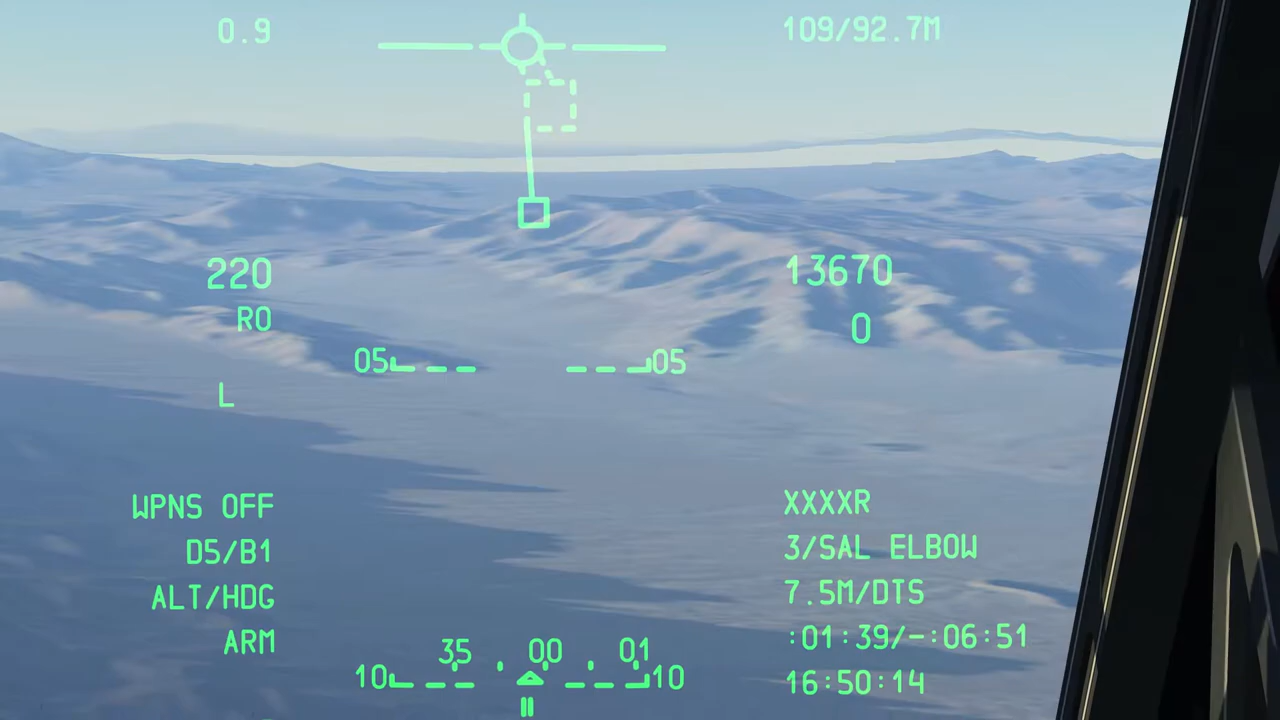 0.9
109/92.7M
220
13670
R0
0
05 05
L
WPNS OFF
XXXXR
D5/B1
3/SAL ELBOW
ALT/HDG
7.5M/DTS
ARM
:01:39/-:06:51
35 00 01
10 10
16:50:14